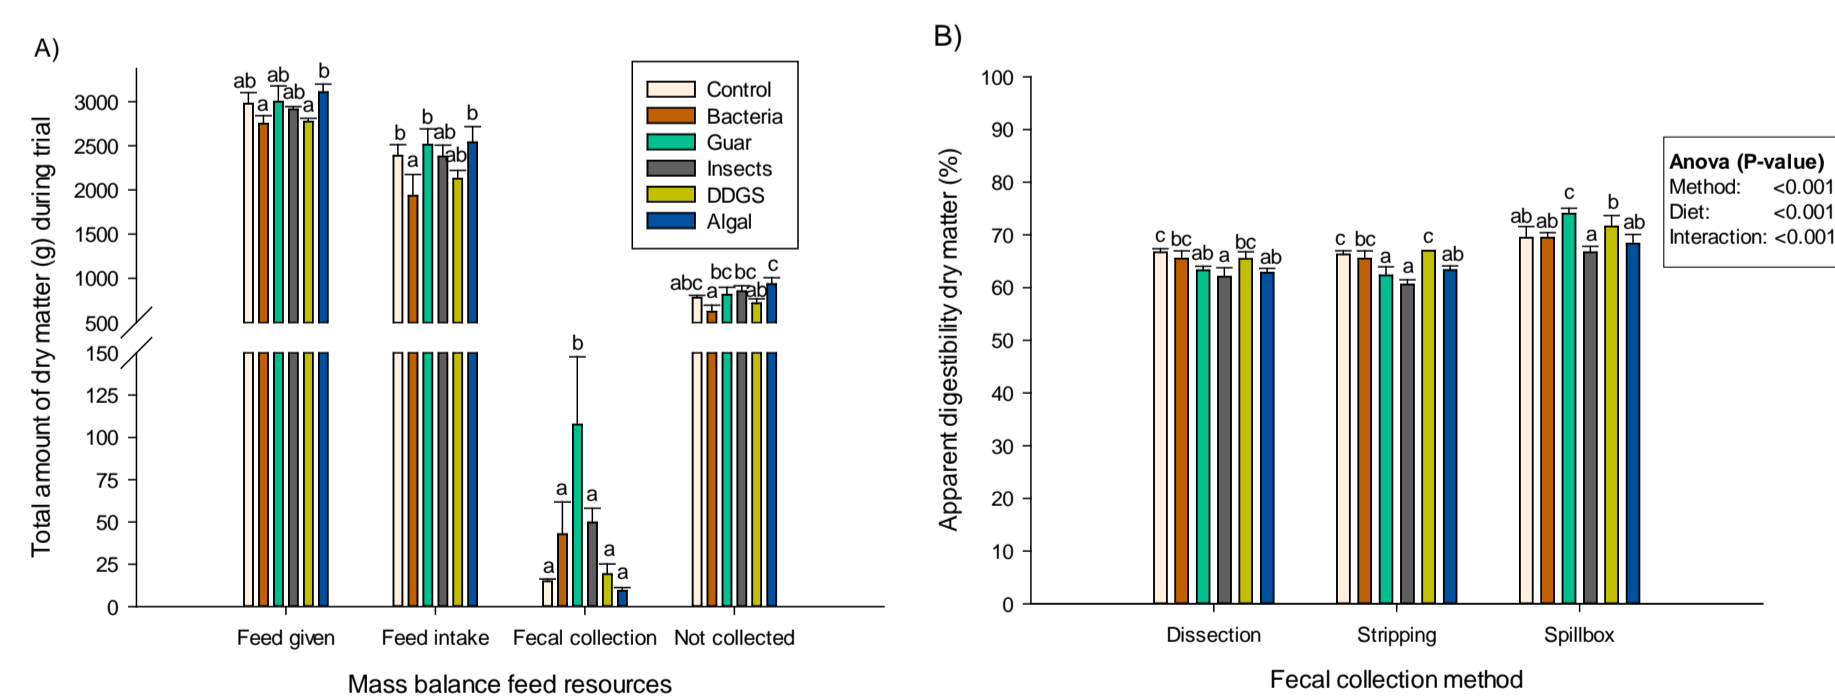 A)
Total amount of dry matter (g) during trial
3000
2500
2000
1500
1000
500
150
125
100
75
50
25
0
ab a ab ab a b
b a b ab ab b
a a b a a a
abc a bc bc ab c
Control
Bacteria
Guar
Insects
DDGS
Algal
Feed given Feed intake Fecal collection Not collected
Mass balance feed resources
B)
Apparent digestibility dry matter (%)
100
90
80
70
60
50
40
30
20
10
0
c bc ab a bc ab
c bc a a c ab
ab ab c a b ab
Anova (P-value)
Method: <0.001
Diet: <0.001
Interaction: <0.001
Dissection Stripping Spillbox
Fecal collection method